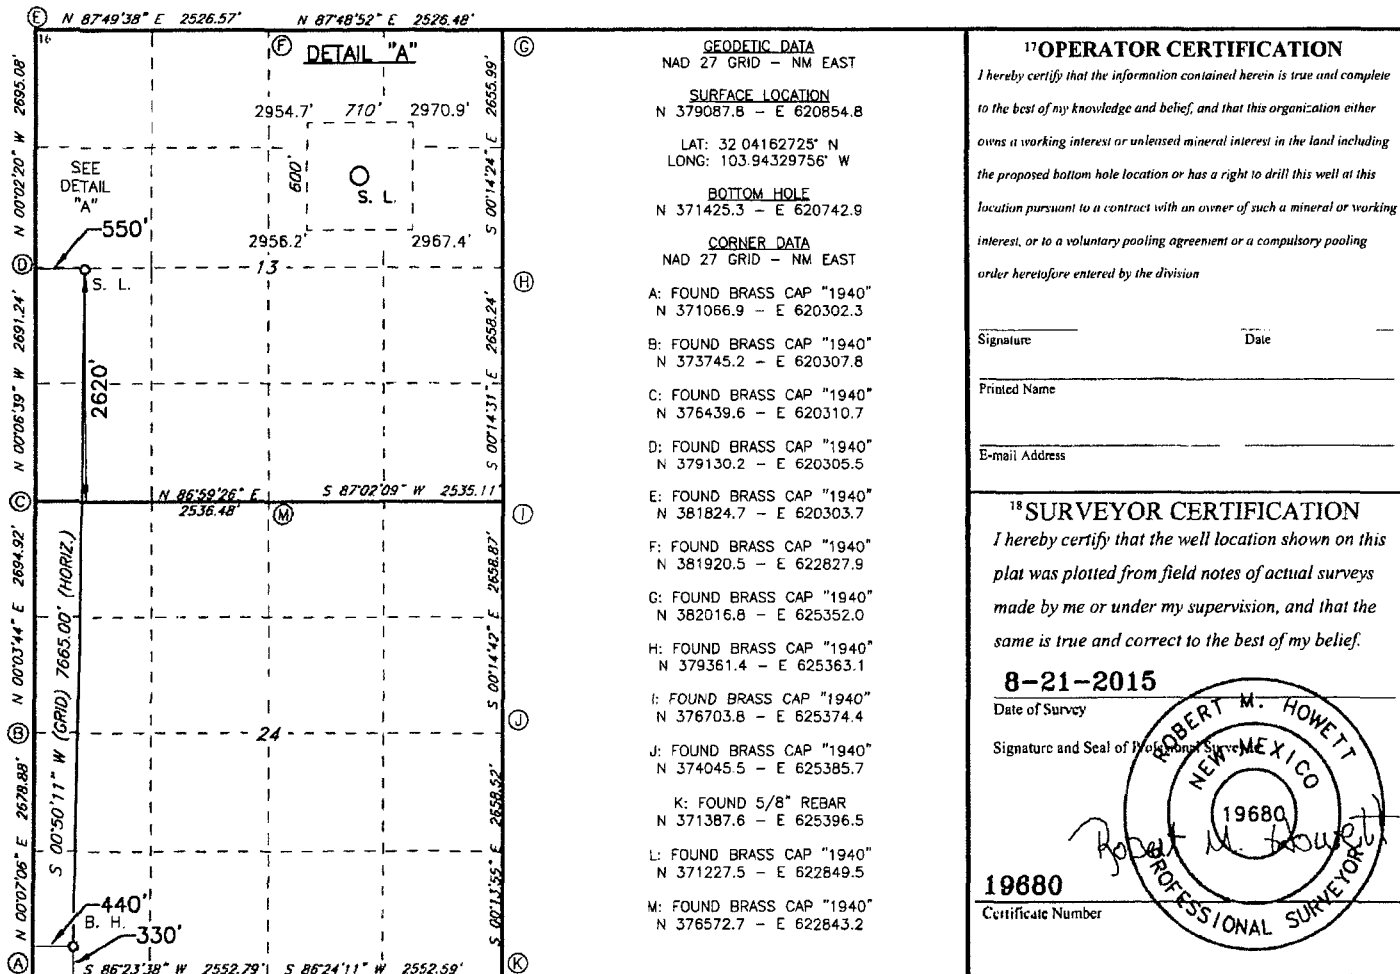 E N 87°49'38" E 2526.57' N 87°48'52" E 2526.48'
16
F DETAIL "A" G
N 00°02'20" W 2695.08'
2954.7' 710' 2970.9'
600'
S. L.
2956.2' 2967.4'
S 00°14'24" E 2655.99'
SEE
DETAIL
"A"
550'
D 13 H
S. L.
N 00°06'39" W 2691.24'
2620'
S 00°14'31" E 2658.24'
C N 86°59'26" E S 87°02'09" W 2535.11'
2536.48' M I
N 00°03'44" E 2694.92'
S 00°50'11" W (GRID) 7665.00' (HORIZ.)
S 00°14'42" E 2658.87'
B 24 J
N 00°07'06" E 2678.88'
S 00°13'55" E 2658.52'
440'
B. H.
330'
A S 86°23'38" W 2552.79' S 86°24'11" W 2552.59' K
GEODETIC DATA
NAD 27 GRID - NM EAST
SURFACE LOCATION
N 379087.8 - E 620854.8
LAT: 32 04162725° N
LONG: 103.94329756° W
BOTTOM HOLE
N 371425.3 - E 620742.9
CORNER DATA
NAD 27 GRID - NM EAST
A: FOUND BRASS CAP "1940"
N 371066.9 - E 620302.3
B: FOUND BRASS CAP "1940"
N 373745.2 - E 620307.8
C: FOUND BRASS CAP "1940"
N 376439.6 - E 620310.7
D: FOUND BRASS CAP "1940"
N 379130.2 - E 620305.5
E: FOUND BRASS CAP "1940"
N 381824.7 - E 620303.7
F: FOUND BRASS CAP "1940"
N 381920.5 - E 622827.9
G: FOUND BRASS CAP "1940"
N 382016.8 - E 625352.0
H: FOUND BRASS CAP "1940"
N 379361.4 - E 625363.1
I: FOUND BRASS CAP "1940"
N 376703.8 - E 625374.4
J: FOUND BRASS CAP "1940"
N 374045.5 - E 625385.7
K: FOUND 5/8" REBAR
N 371387.6 - E 625396.5
L: FOUND BRASS CAP "1940"
N 371227.5 - E 622849.5
M: FOUND BRASS CAP "1940"
N 376572.7 - E 622843.2
17 OPERATOR CERTIFICATION
I hereby certify that the information contained herein is true and complete
to the best of my knowledge and belief, and that this organization either
owns a working interest or unleased mineral interest in the land including
the proposed bottom hole location or has a right to drill this well at this
location pursuant to a contract with an owner of such a mineral or working
interest, or to a voluntary pooling agreement or a compulsory pooling
order heretofore entered by the division
Signature Date
Printed Name
E-mail Address
18 SURVEYOR CERTIFICATION
I hereby certify that the well location shown on this
plat was plotted from field notes of actual surveys
made by me or under my supervision, and that the
same is true and correct to the best of my belief.
8-21-2015
Date of Survey
Signature and Seal of Professional Surveyor
ROBERT M. HOWETT
NEW MEXICO
19680
Robert M. Howett
PROFESSIONAL SURVEYOR
19680
Certificate Number